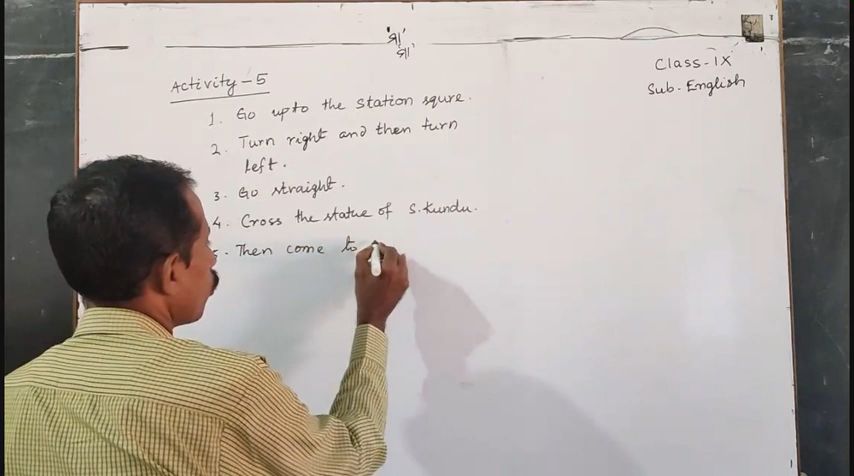 Activity-5
Class-IX
Sub-English
1. Go upto the station squre.
2. Turn right and then turn
left.
3. Go straight.
4. Cross the statue of S.Kundu.
Then come to